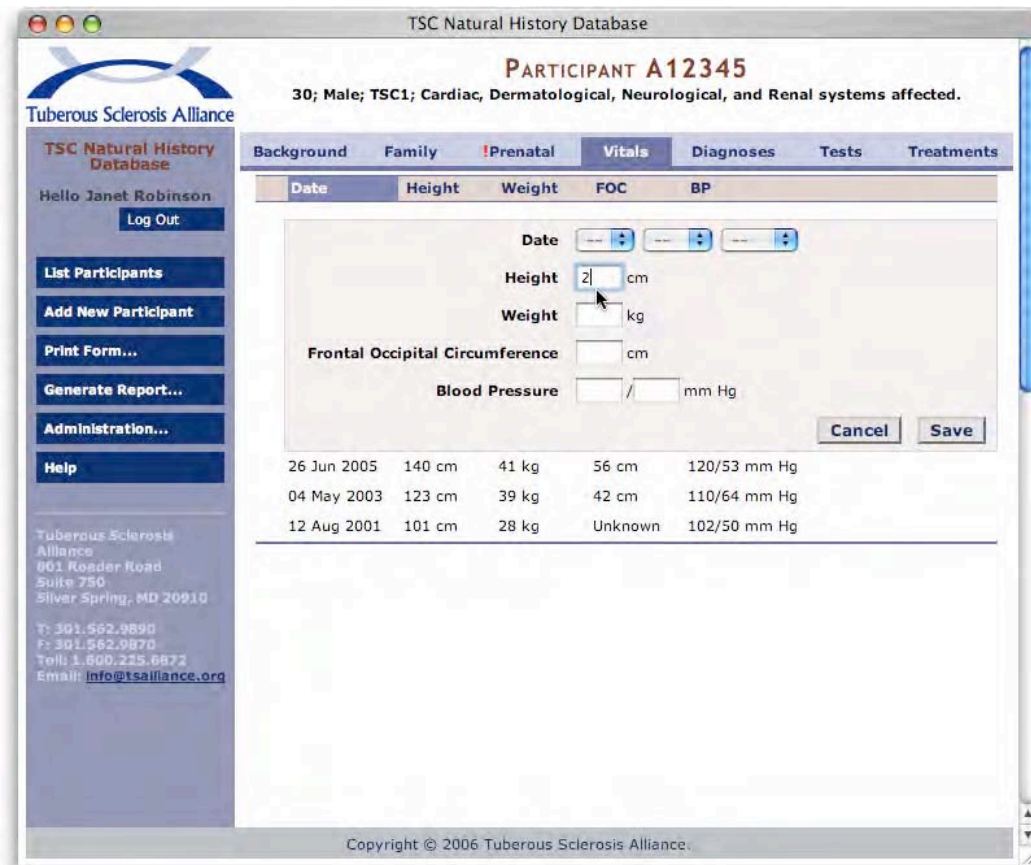 TSC Natural History Database
Tuberous Sclerosis Alliance
PARTICIPANT A12345
30; Male; TSC1; Cardiac, Dermatological, Neurological, and Renal systems affected.
TSC Natural History
Database
Hello Janet Robinson
Log Out
List Participants
Add New Participant
Print Form...
Generate Report...
Administration...
Help
Tuberous Sclerosis
Alliance
801 Roeder Road
Suite 750
Silver Spring, MD 20910
T: 301.562.9890
F: 301.562.9870
Toll: 1.800.225.6872
Email: info@tsalliance.org
Background Family !Prenatal Vitals Diagnoses Tests Treatments
Date Height Weight FOC BP
Date -- -- --
Height 2 cm
Weight kg
Frontal Occipital Circumference cm
Blood Pressure / mm Hg
Cancel Save
26 Jun 2005 140 cm 41 kg 56 cm 120/53 mm Hg
04 May 2003 123 cm 39 kg 42 cm 110/64 mm Hg
12 Aug 2001 101 cm 28 kg Unknown 102/50 mm Hg
Copyright © 2006 Tuberous Sclerosis Alliance.